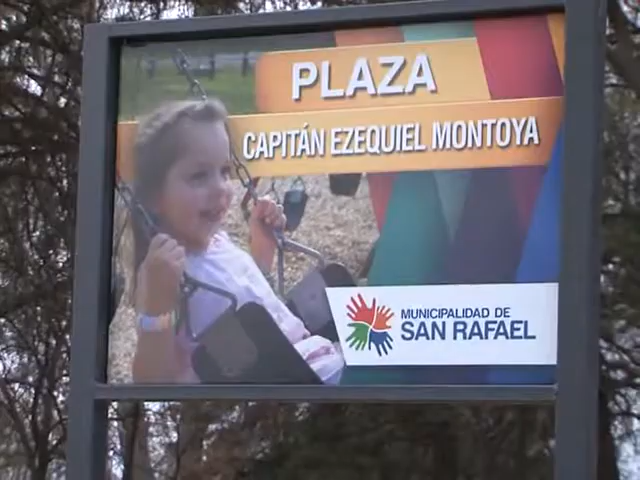 PLAZA
CAPITÁN EZEQUIEL MONTOYA
MUNICIPALIDAD DE
SAN RAFAEL